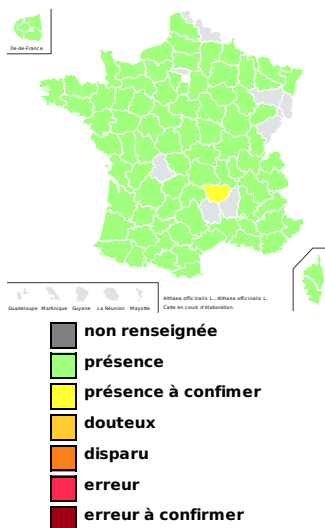 Île-de-France
Althaea officinalis L., Althaea officinalis L.
Carte en cours d'élaboration.
Guadeloupe Martinique Guyane La Réunion Mayotte
non renseignée
présence
présence à confimer
douteux
disparu
erreur
erreur à confirmer